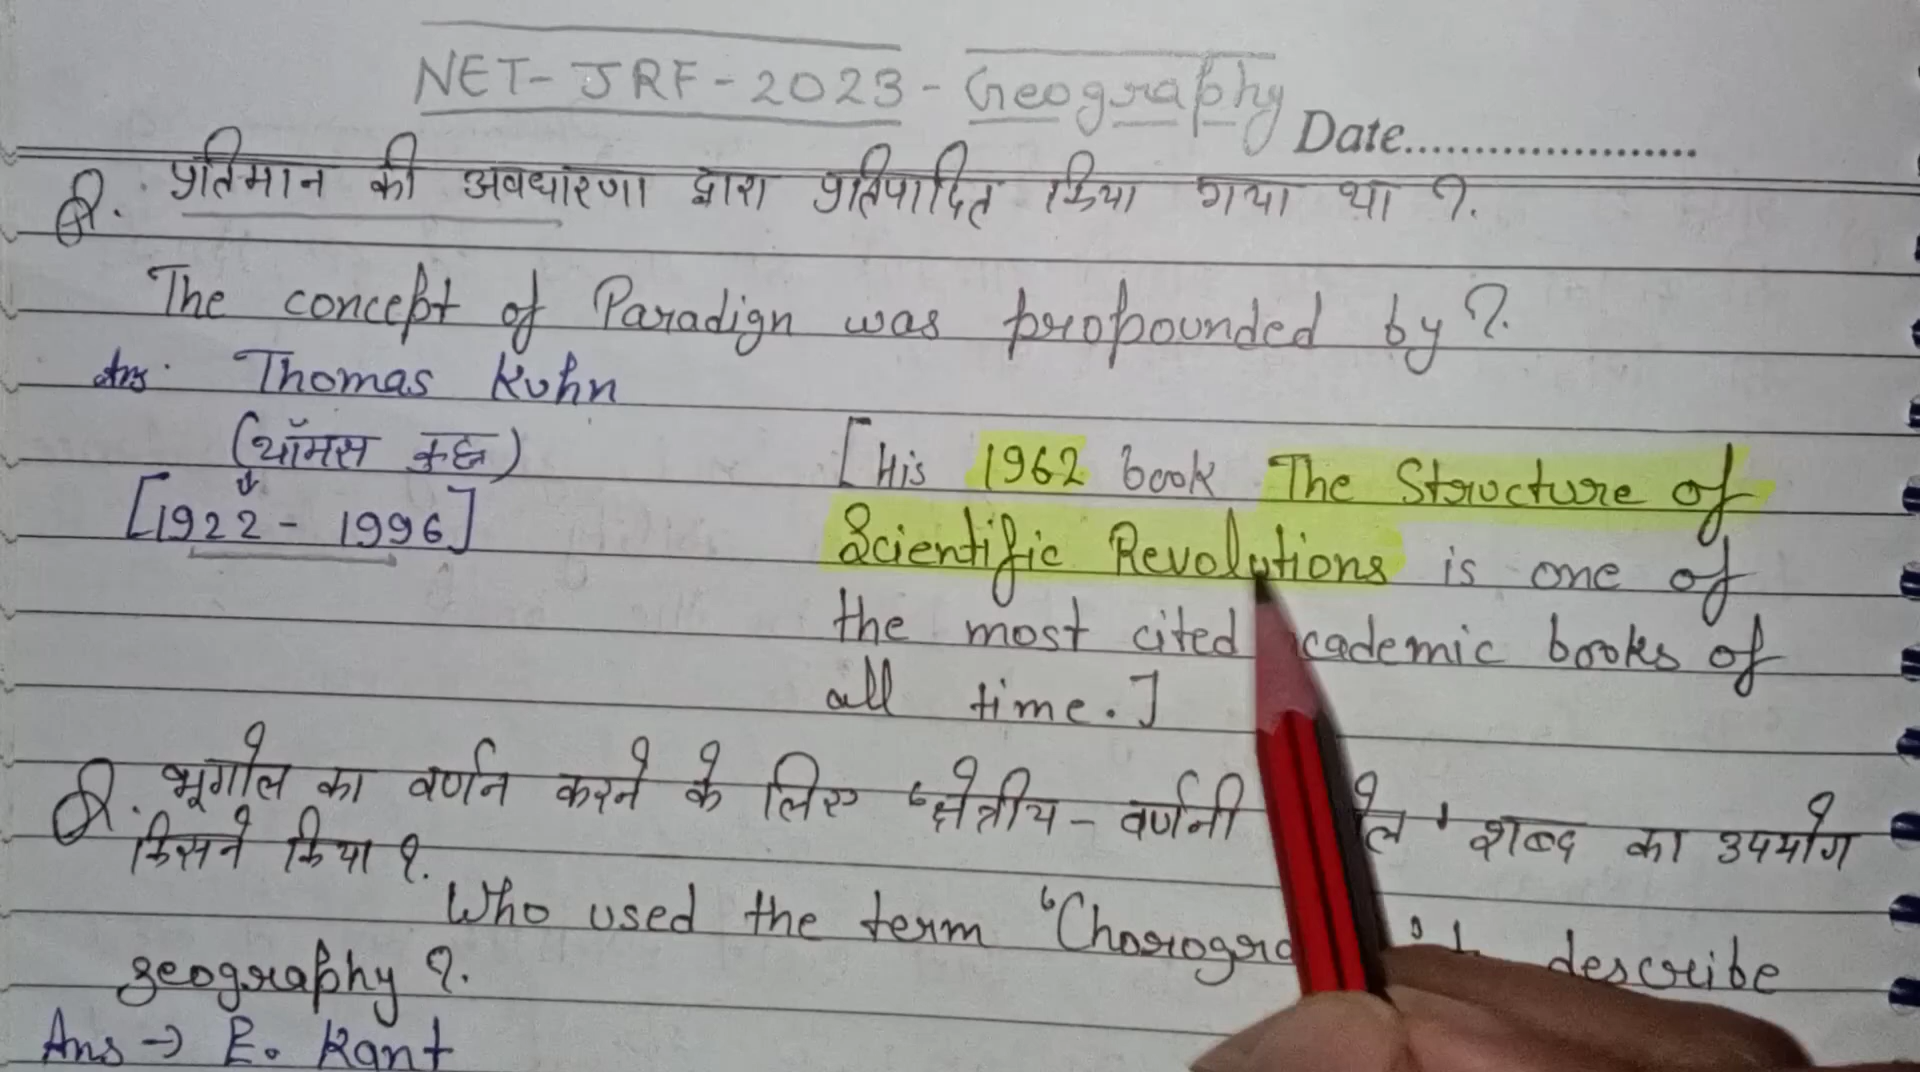 NET-JRF-2023-Geography
Date.....................
Q. प्रतिमान की अवधारणा द्वारा प्रतिपादित किया गया था ?.
The concept of Paradign was propounded by ?.
Ans. Thomas Kuhn
(थॉमस कुह्न)
[1922 - 1996]
[His 1962 book The Structure of
Scientific Revolutions is one of
the most cited academic books of
all time.]
Q. भूगोल का वर्णन करने के लिए 'क्षेत्रीय - वर्णनी शब्द का उपयोग
किसने किया ?.
Who used the term describe
geography ?.
Ans → E. Kant